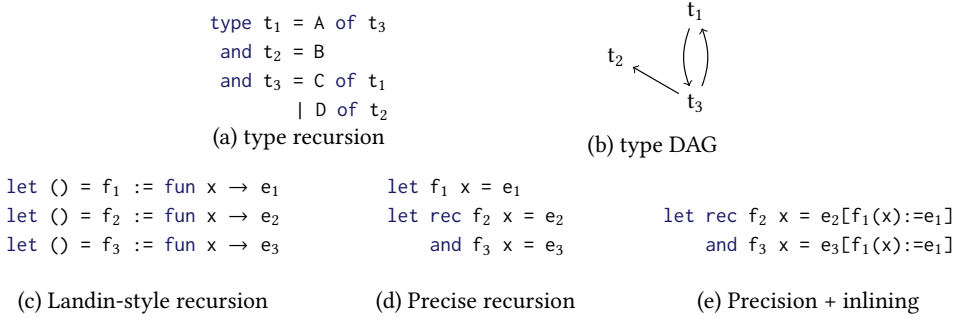 type t₁ = A of t₃
and t₂ = B
and t₃ = C of t₁
| D of t₂
(a) type recursion
t₁
t₂
t₃
(b) type DAG
let () = f₁ := fun x → e₁
let () = f₂ := fun x → e₂
let () = f₃ := fun x → e₃
(c) Landin-style recursion
let f₁ x = e₁
let rec f₂ x = e₂
and f₃ x = e₃
(d) Precise recursion
let rec f₂ x = e₂[f₁(x):=e₁]
and f₃ x = e₃[f₁(x):=e₁]
(e) Precision + inlining